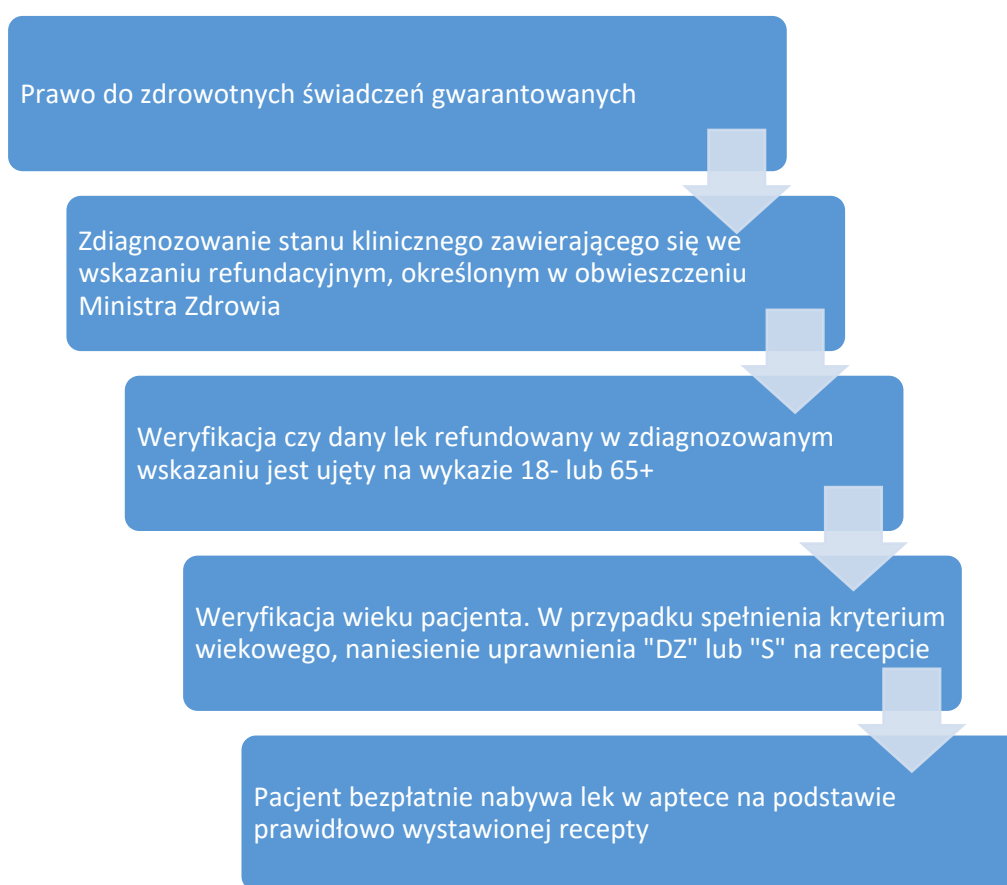 Prawo do zdrowotnych świadczeń gwarantowanych
Zdiagnozowanie stanu klinicznego zawierającego się we
wskazaniu refundacyjnym, określonym w obwieszczeniu
Ministra Zdrowia
Weryfikacja czy dany lek refundowany w zdiagnozowanym
wskazaniu jest ujęty na wykazie 18- lub 65+
Weryfikacja wieku pacjenta. W przypadku spełnienia kryterium
wiekowego, naniesienie uprawnienia "DZ" lub "S" na recepcie
Pacjent bezpłatnie nabywa lek w aptece na podstawie
prawidłowo wystawionej recepty